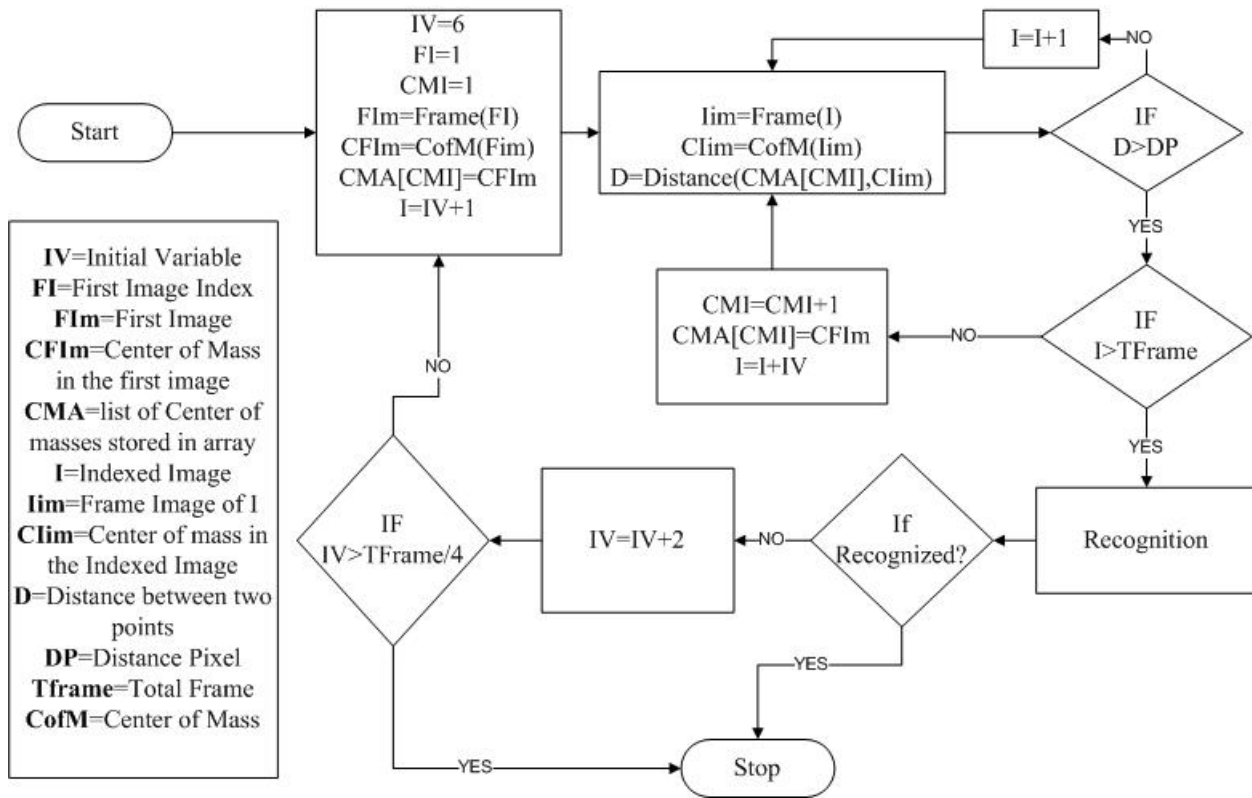 Start
IV=6
FI=1
CMI=1
FIm=Frame(FI)
CFIm=CofM(Fim)
CMA[CMI]=CFIm
I=IV+1
Iim=Frame(I)
CIim=CofM(Iim)
D=Distance(CMA[CMI],CIim)
I=I+1
NO
IF
D>DP
YES
IF
I>TFrame
NO
CMI=CMI+1
CMA[CMI]=CFIm
I=I+IV
YES
Recognition
If
Recognized?
NO
IV=IV+2
YES
IF
IV>TFrame/4
NO
YES
Stop
IV=Initial Variable
FI=First Image Index
FIm=First Image
CFIm=Center of Mass
in the first image
CMA=list of Center of
masses stored in array
I=Indexed Image
Iim=Frame Image of I
CIim=Center of mass in
the Indexed Image
D=Distance between two
points
DP=Distance Pixel
Tframe=Total Frame
CofM=Center of Mass